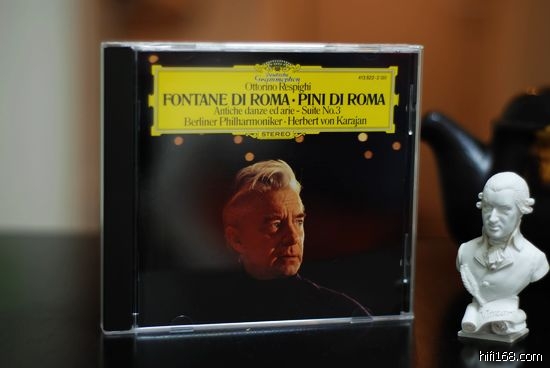 Deutsche
Grammophon
Ottorino Respighi
FONTANE DI ROMA · PINI DI ROMA
Antiche danze ed arie - Suite No.3
Berliner Philharmoniker · Herbert von Karajan
STEREO
hifi168.com